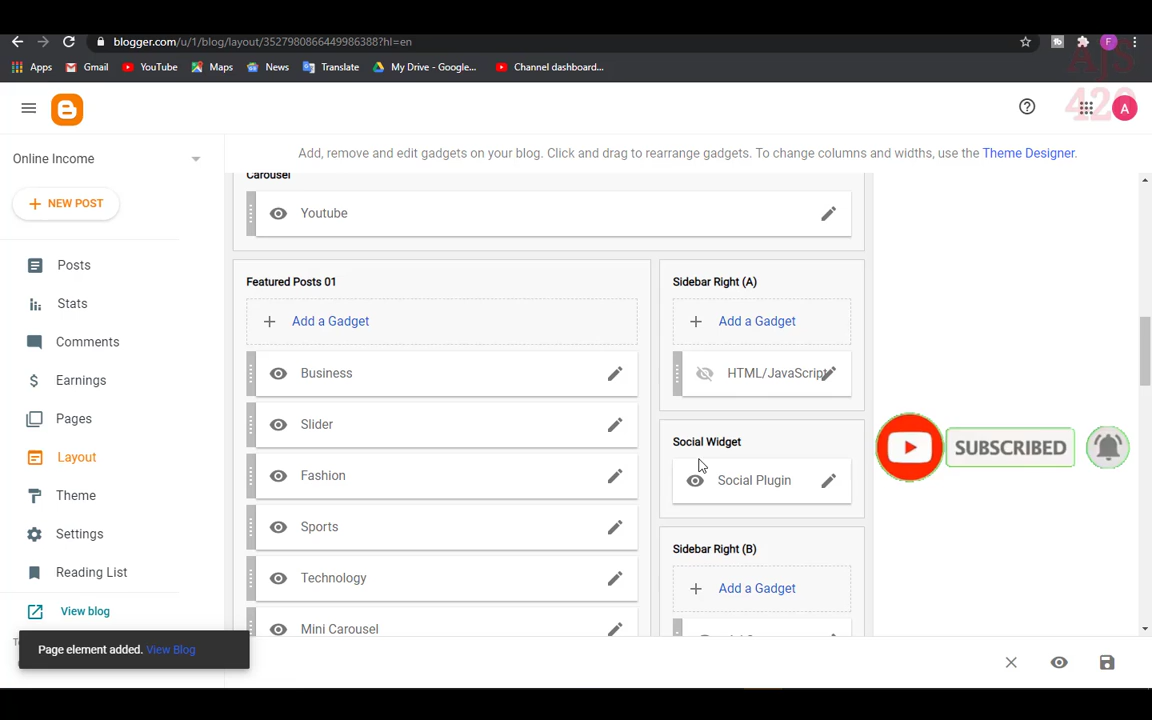 blogger.com/u/1/blog/layout/3527980866449986388?hl=en
F
Apps
Gmail
YouTube
Maps
News
Translate
My Drive - Google...
Channel dashboard...
AJs
420
A
Online Income
Add, remove and edit gadgets on your blog. Click and drag to rearrange gadgets. To change columns and widths, use the Theme Designer.
NEW POST
Posts
Stats
Comments
Earnings
Pages
Layout
Theme
Settings
Reading List
View blog
Page element added. View Blog
Carousel
Youtube
Featured Posts 01
Add a Gadget
Business
Slider
Fashion
Sports
Technology
Mini Carousel
Sidebar Right (A)
Add a Gadget
HTML/JavaScript
Social Widget
Social Plugin
Sidebar Right (B)
Add a Gadget
SUBSCRIBED